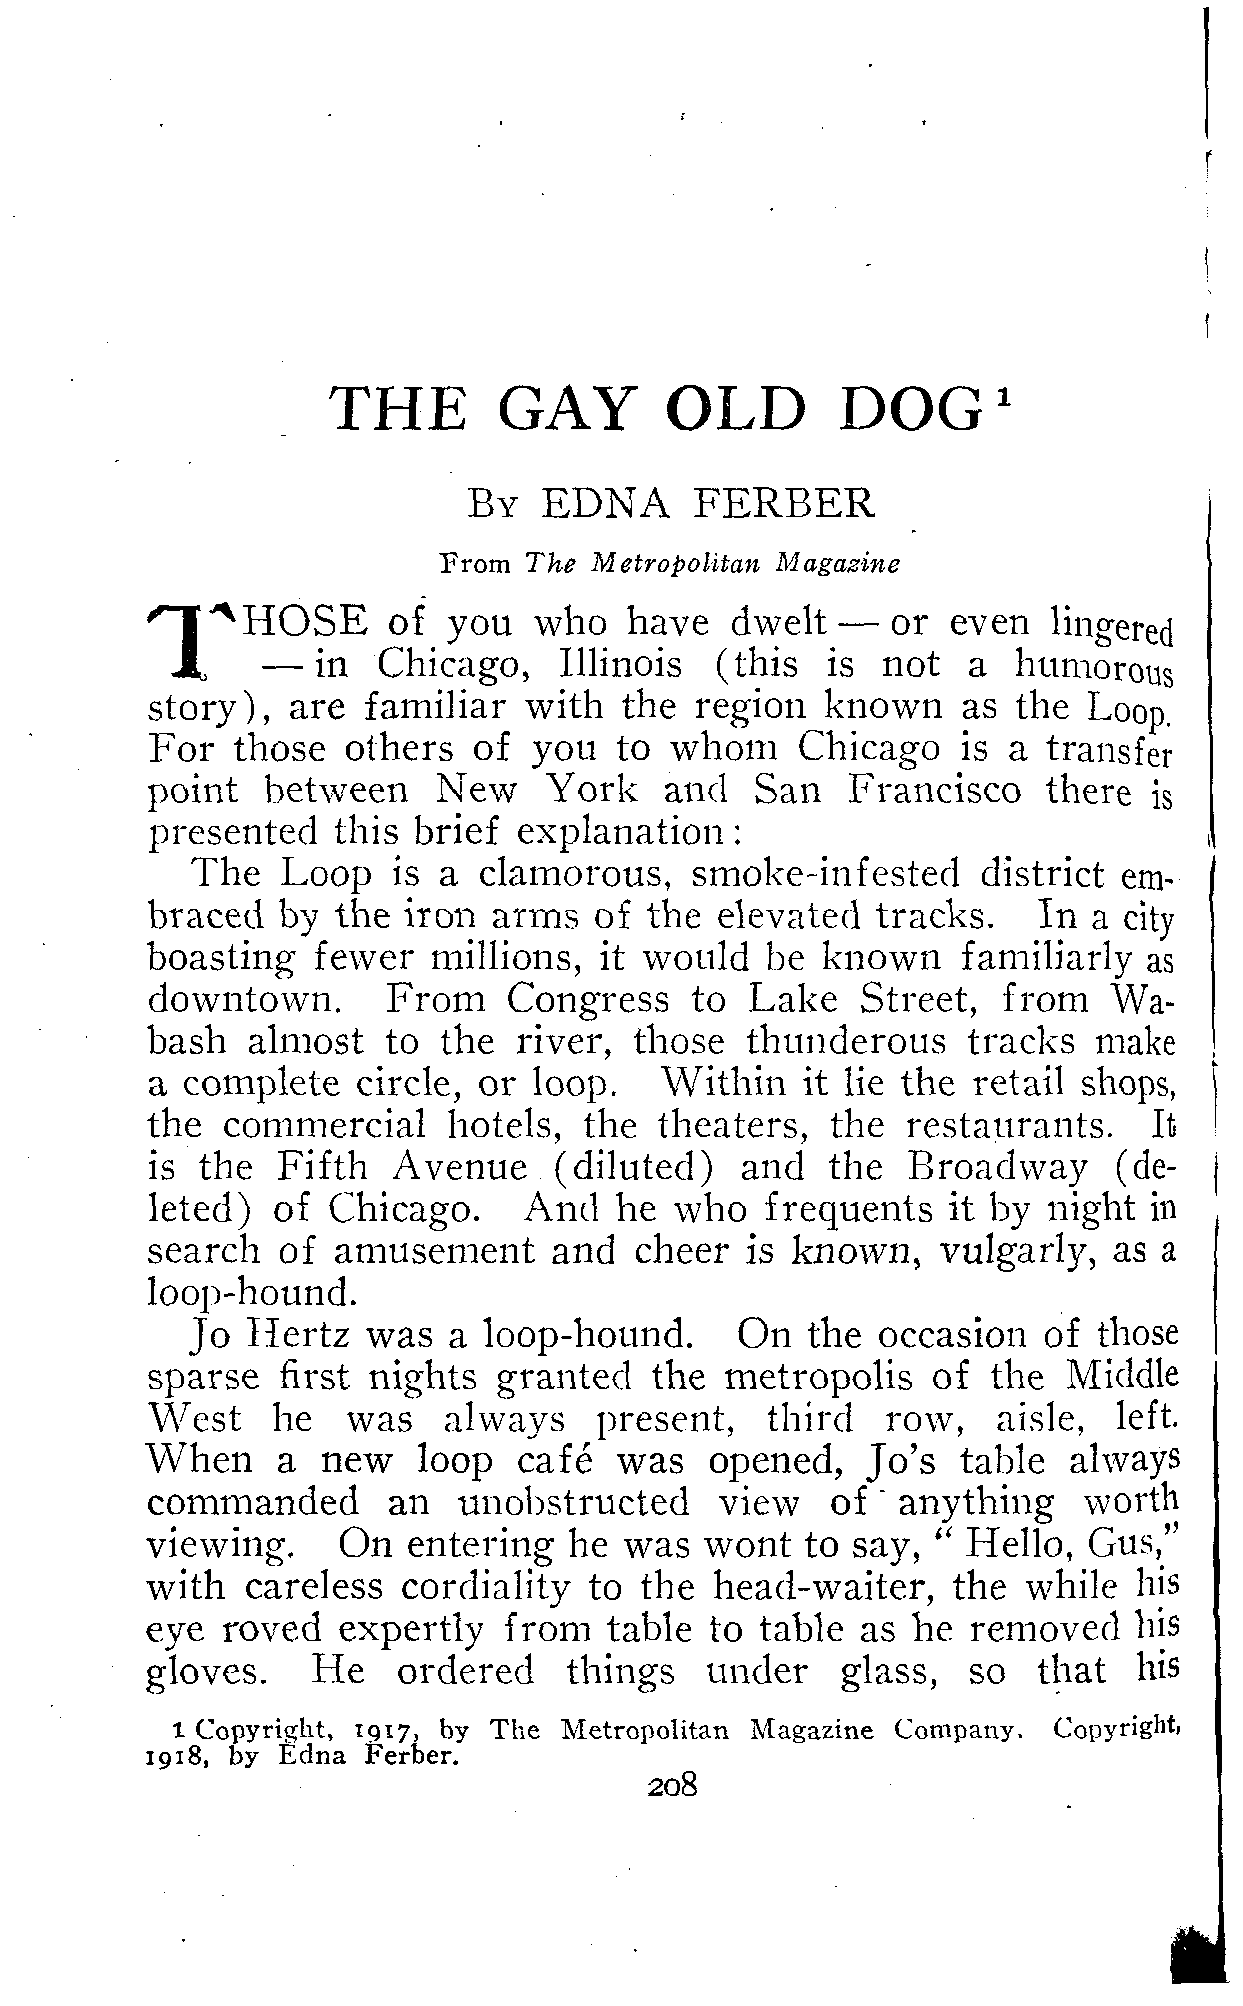 THE GAY OLD DOG¹
By EDNA FERBER
From The Metropolitan Magazine
THOSE of you who have dwelt — or even lingered
— in Chicago, Illinois (this is not a humorous
story), are familiar with the region known as the Loop.
For those others of you to whom Chicago is a transfer
point between New York and San Francisco there is
presented this brief explanation:
The Loop is a clamorous, smoke-infested district em-
braced by the iron arms of the elevated tracks. In a city
boasting fewer millions, it would be known familiarly as
downtown. From Congress to Lake Street, from Wa-
bash almost to the river, those thunderous tracks make
a complete circle, or loop. Within it lie the retail shops,
the commercial hotels, the theaters, the restaurants. It
is the Fifth Avenue (diluted) and the Broadway (de-
leted) of Chicago. And he who frequents it by night in
search of amusement and cheer is known, vulgarly, as a
loop-hound.
Jo Hertz was a loop-hound. On the occasion of those
sparse first nights granted the metropolis of the Middle
West he was always present, third row, aisle, left.
When a new loop café was opened, Jo's table always
commanded an unobstructed view of anything worth
viewing. On entering he was wont to say, " Hello, Gus,"
with careless cordiality to the head-waiter, the while his
eye roved expertly from table to table as he removed his
gloves. He ordered things under glass, so that his
1 Copyright, 1917, by The Metropolitan Magazine Company. Copyright,
1918, by Edna Ferber.
208